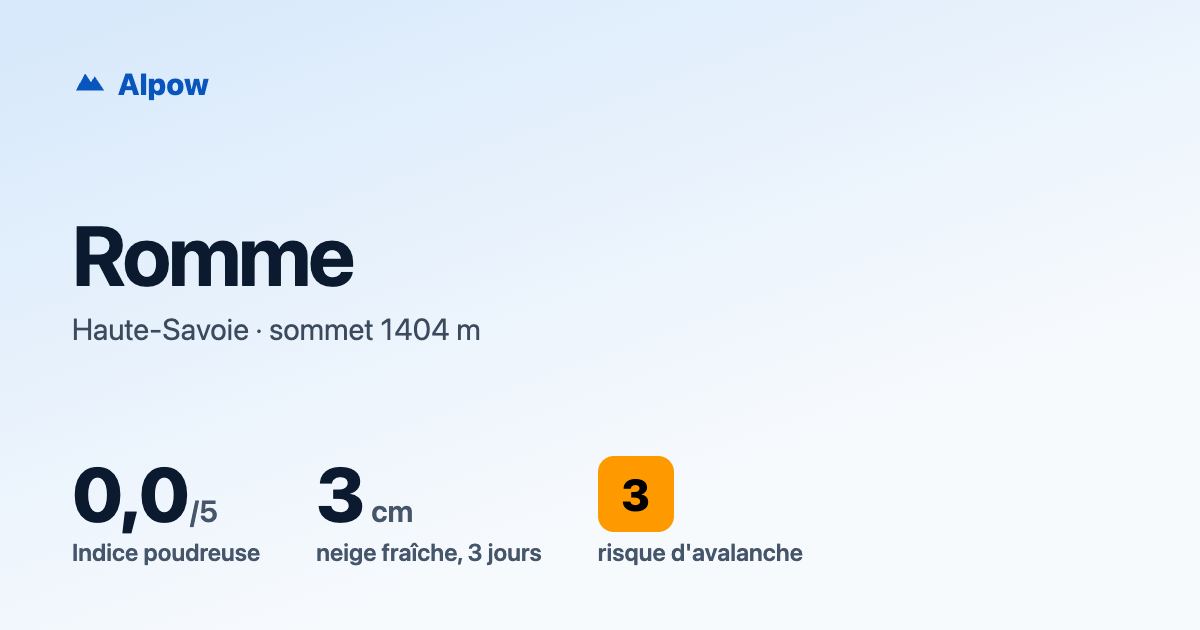 Alpow
Romme
Haute-Savoie · sommet 1404 m
0,0/5
Indice poudreuse
3 cm
neige fraîche, 3 jours
3
risque d'avalanche